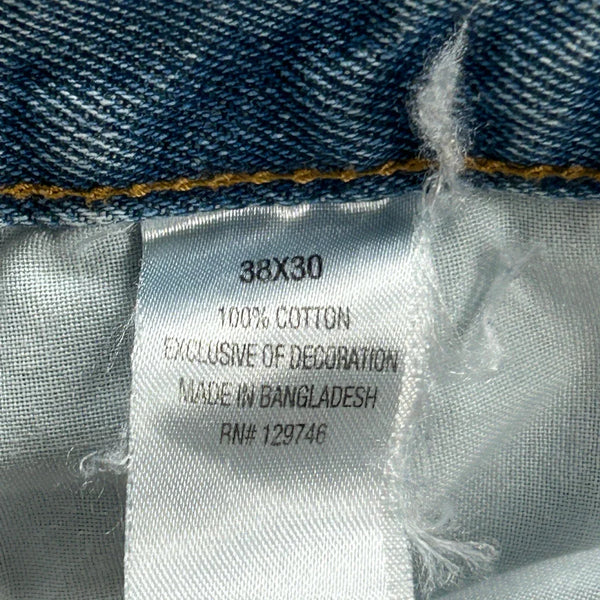 38X30
100% COTTON
EXCLUSIVE OF DECORATION
MADE IN BANGLADESH
RN# 129746